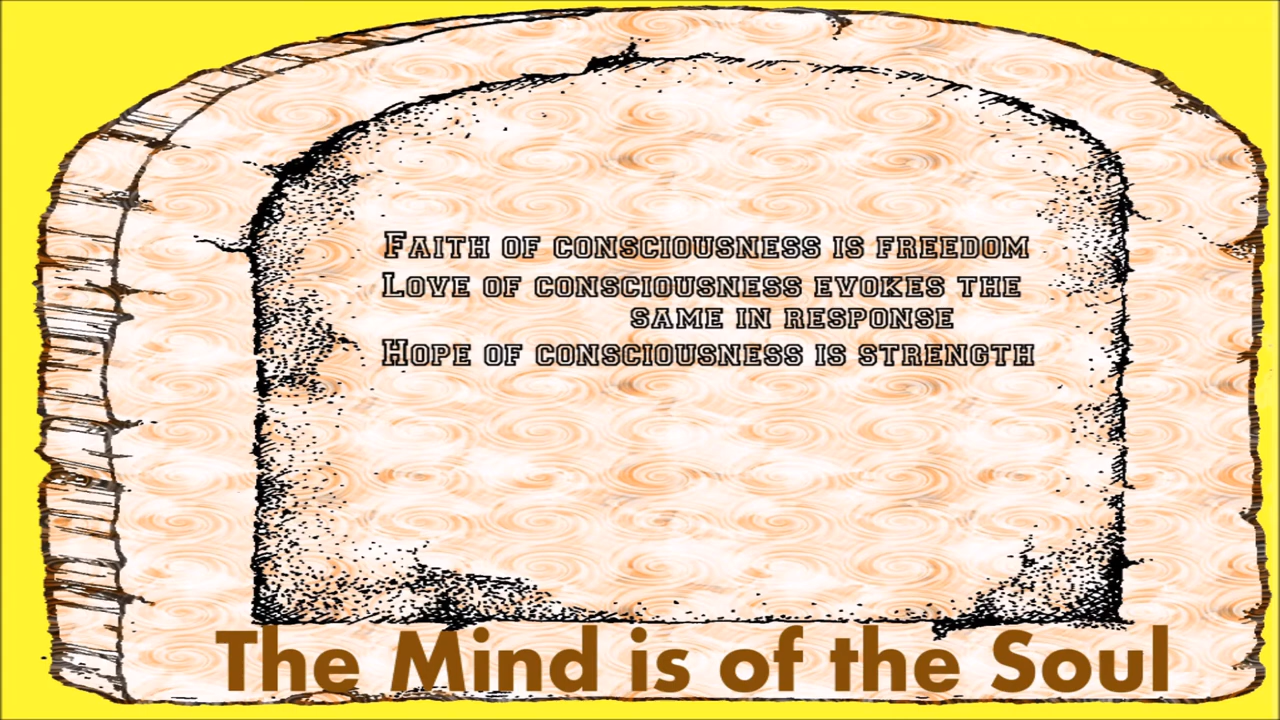 Faith of consciousness is freedom
Love of consciousness evokes the
same in response
Hope of consciousness is strength
The Mind is of the Soul